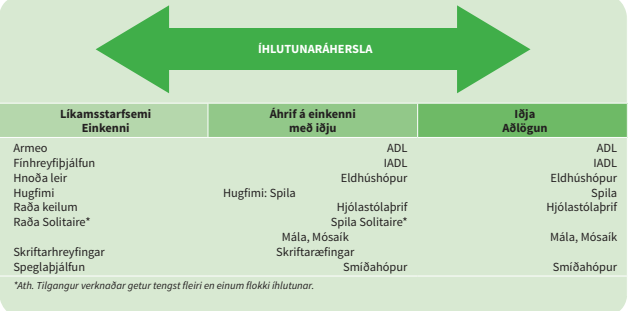 ÍHLUTUNARÁHERSLA
Líkamsstarfsemi Áhrif á einkenni Iðja
Einkenni með iðju Aðlögun
Armeo ADL ADL
Fínhreyfiþjálfun IADL IADL
Hnoða leir Eldhúshópur Eldhúshópur
Hugfimi Hugfimi: Spila Spila
Raða keilum Hjólastólaþrif Hjólastólaþrif
Raða Solitaire* Spila Solitaire*
Mála, Mósaík Mála, Mósaík
Skriftarhreyfingar Skriftaræfingar
Speglaþjálfun Smíðahópur Smíðahópur
*Ath. Tilgangur verknaðar getur tengst fleiri en einum flokki íhlutunar.